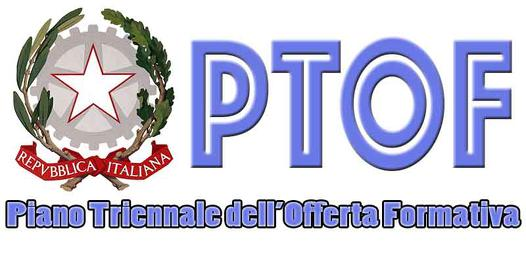 PTOF
REPVBBLICA ITALIANA
Piano Triennale dell'Offerta Formativa